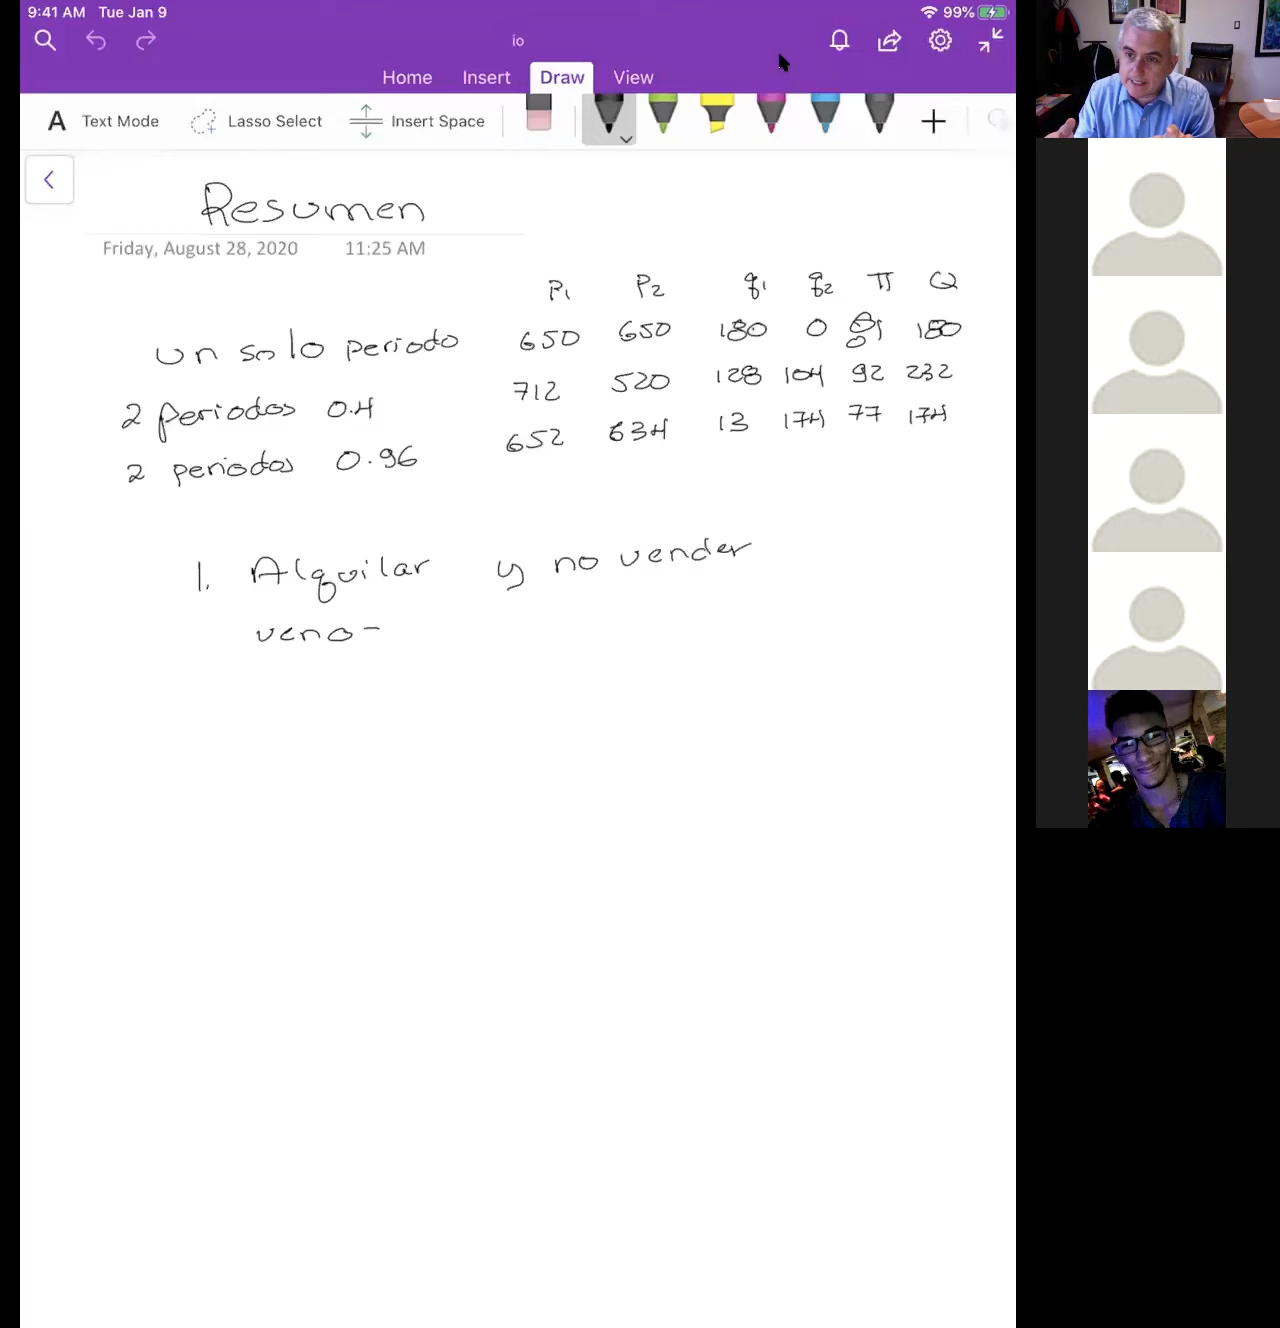 9:41 AM Tue Jan 9 99%
io
Home Insert Draw View
A Text Mode Lasso Select Insert Space
Resumen
Friday, August 28, 2020 11:25 AM
P1 P2 q1 q2 π Q
un solo periodo 650 650 180 0 180
2 periodos 0.4 712 520 128 104 92 232
2 periodos 0.96 652 634 13 174 77 174
1. Alquilar y no vender